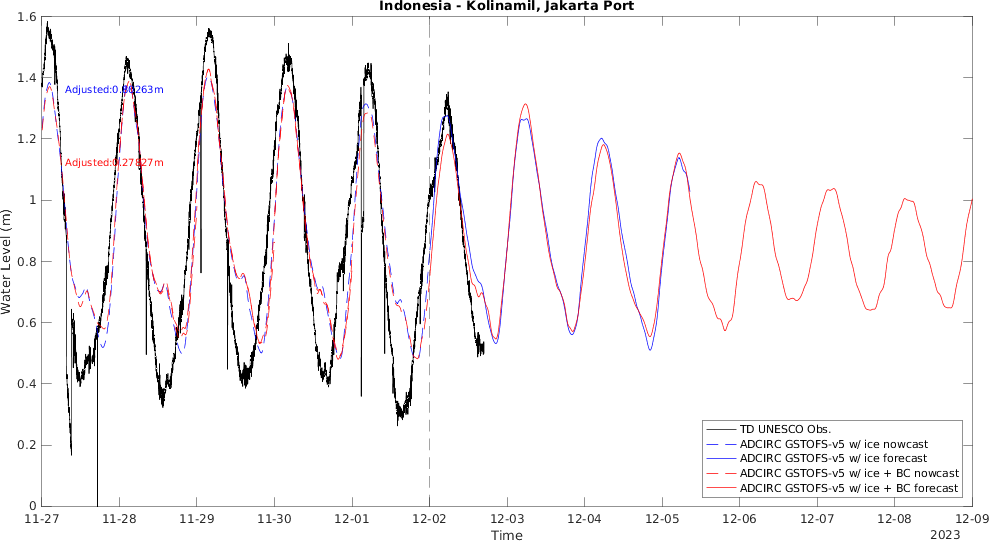 Indonesia - Kolinamil, Jakarta Port
1.6
1.4
1.2
1
0.8
0.6
0.4
0.2
0
Water Level (m)
Adjusted:0.27827m
TD UNESCO Obs.
ADCIRC GSTOFS-v5 w/ ice nowcast
ADCIRC GSTOFS-v5 w/ ice forecast
ADCIRC GSTOFS-v5 w/ ice + BC nowcast
ADCIRC GSTOFS-v5 w/ ice + BC forecast
11-27 11-28 11-29 11-30 12-01 12-02 12-03 12-04 12-05 12-06 12-07 12-08 12-09
Time
2023